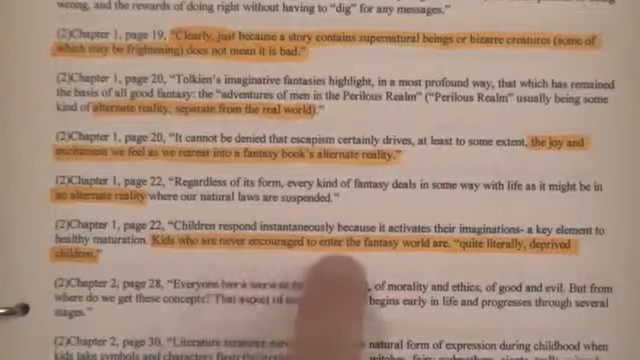 wrong, and the rewards of doing right without having to "dig" for any messages."
(2)Chapter 1, page 19, "Clearly, just because a story contains supernatural beings or bizarre creatures (some of
which may be frightening) does not mean it is bad."
(2)Chapter 1, page 20, "Tolkien's imaginative fantasies highlight, in a most profound way, that which has remained
the basis of all good fantasy: the "adventures of men in the Perilous Realm" ("Perilous Realm" usually being some
kind of alternate reality, separate from the real world)."
(2)Chapter 1, page 20, "It cannot be denied that escapism certainly drives, at least to some extent, the joy and
excitement we feel as we retreat into a fantasy book's alternate reality."
(2)Chapter 1, page 22, "Regardless of its form, every kind of fantasy deals in some way with life as it might be in
an alternate reality where our natural laws are suspended."
(2)Chapter 1, page 22, "Children respond instantaneously because it activates their imaginations- a key element to
healthy maturation. Kids who are never encouraged to enter the fantasy world are, "quite literally, deprived
children."
(2)Chapter 2, page 28, "Everyone of morality and ethics, of good and evil. But from
where do we get these concepts? That aspect of begins early in life and progresses through several
stages."
(2)Chapter 2, page 30, "Literature natural form of expression during childhood when
kids take symbols and characters